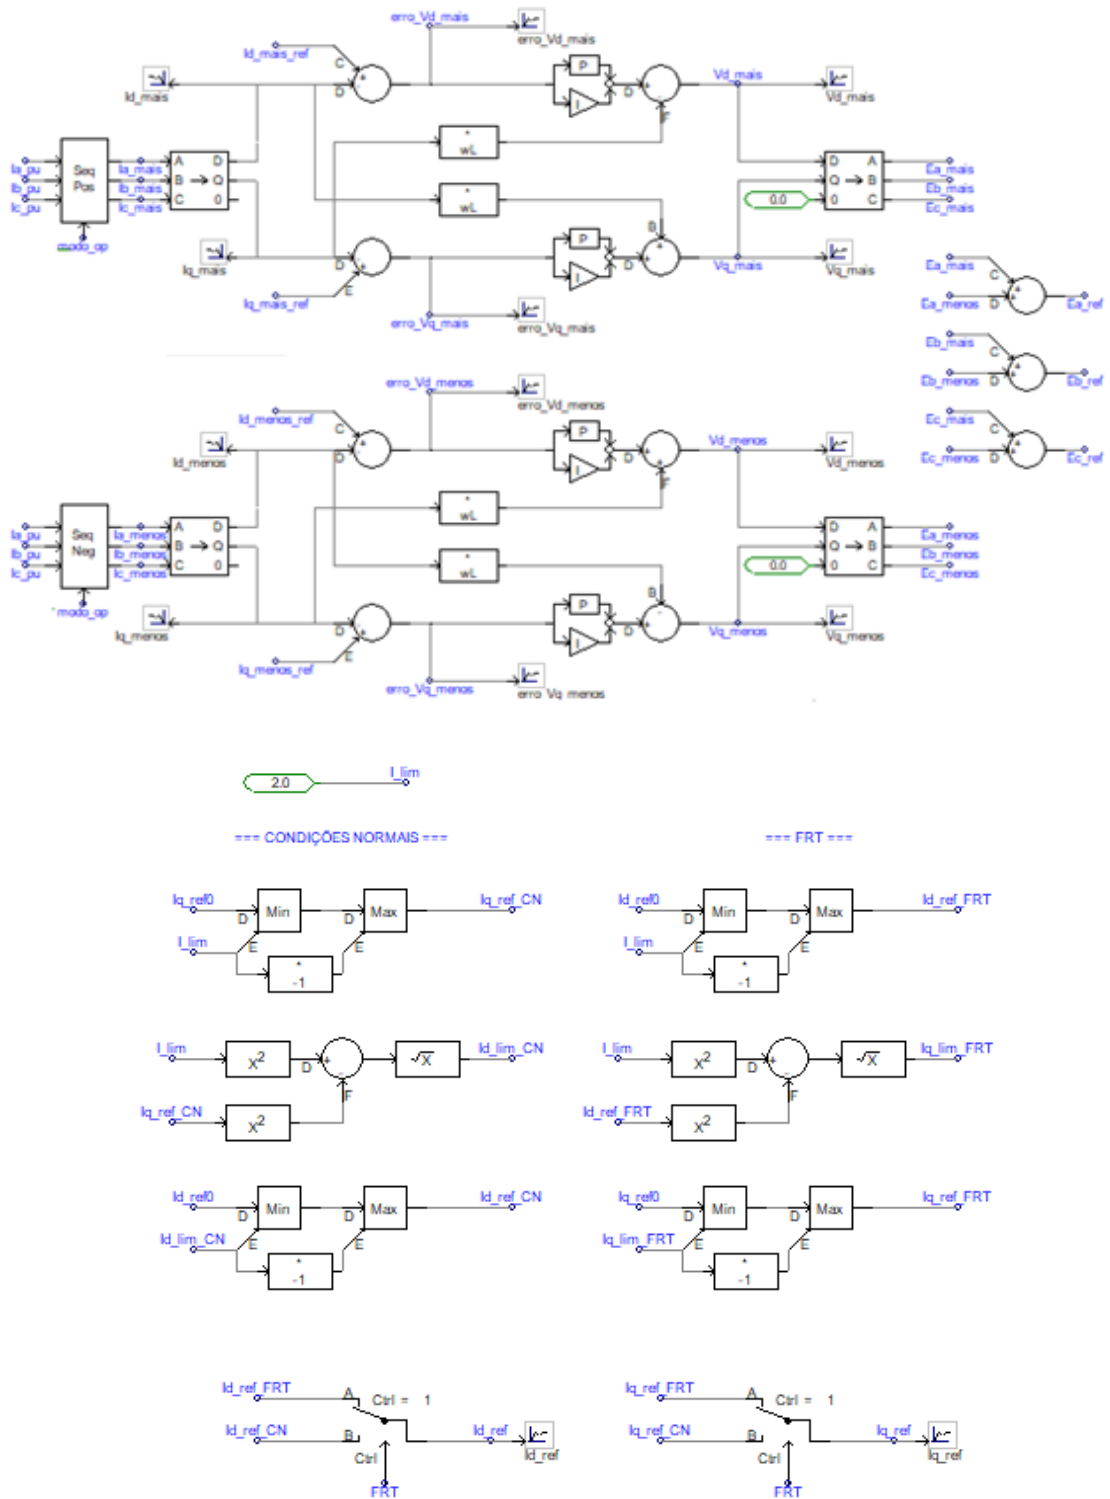 erro_Vd_mais
erro_Vd_mais
Id_mais_ref
C
+
-
D
P
I
D
+
-
F
Vd_mais
Vd_mais
Id_mais
*
wL
Ia_pu
Ib_pu
Ic_pu
Seq
Pos
Ia_mais
Ib_mais
Ic_mais
A D
B Q
C 0
modo_op
*
wL
D Q 0
A B C
0.0
Ea_mais
Eb_mais
Ec_mais
Iq_mais
D
-
+
E
P
I
D
B
+
+
Vq_mais
Vq_mais
Iq_mais_ref
erro_Vq_mais
erro_Vq_mais
Ea_mais
C
Ea_menos
D
+
+
Ea_ref
Eb_mais
C
Eb_menos
D
+
+
Eb_ref
Ec_mais
C
Ec_menos
D
+
+
Ec_ref
erro_Vd_menos
erro_Vd_menos
Id_menos_ref
C
+
-
D
P
I
D
+
+
F
Vd_menos
Vd_menos
Id_menos
*
wL
Ia_pu
Ib_pu
Ic_pu
Seq
Neg
Ia_menos
Ib_menos
Ic_menos
A D
B Q
C 0
modo_op
*
wL
D Q 0
A B C
0.0
Ea_menos
Eb_menos
Ec_menos
Iq_menos
D
-
+
E
P
I
D
B
+
-
Vq_menos
Vq_menos
Iq_menos_ref
erro_Vq_menos
erro_Vq_menos
2.0
I_lim
=== CONDIÇÕES NORMAIS ===
=== FRT ===
Iq_ref0
D
Min
D
Max
Iq_ref_CN
I_lim
E
E
*
-1
Id_ref0
D
Min
D
Max
Id_ref_FRT
I_lim
E
E
*
-1
I_lim
X²
D
+
-
F
√X
Id_lim_CN
Iq_ref_CN
X²
I_lim
X²
D
+
-
F
√X
Iq_lim_FRT
Id_ref_FRT
X²
Id_ref0
D
Min
D
Max
Id_ref_CN
Id_lim_CN
E
E
*
-1
Iq_ref0
D
Min
D
Max
Iq_ref_FRT
Iq_lim_FRT
E
E
*
-1
Id_ref_FRT
A
Ctrl = 1
Id_ref_CN
B
Ctrl
Id_ref
Id_ref
FRT
Iq_ref_FRT
A
Ctrl = 1
Iq_ref_CN
B
Ctrl
Iq_ref
Iq_ref
FRT